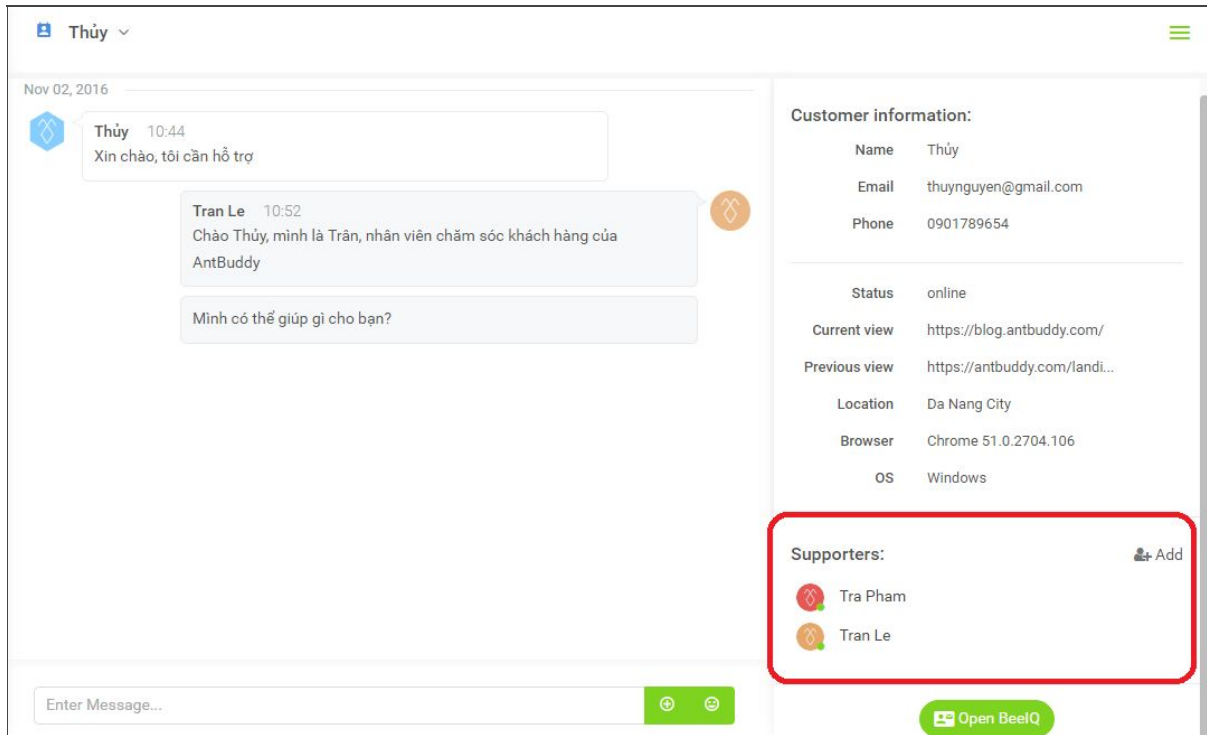 Thủy
Nov 02, 2016
Thủy 10:44
Xin chào, tôi cần hỗ trợ
Tran Le 10:52
Chào Thủy, mình là Trân, nhân viên chăm sóc khách hàng của
AntBuddy
Mình có thể giúp gì cho bạn?
Enter Message...
Customer information:
Name Thủy
Email thuynguyen@gmail.com
Phone 0901789654
Status online
Current view https://blog.antbuddy.com/
Previous view https://antbuddy.com/landi...
Location Da Nang City
Browser Chrome 51.0.2704.106
OS Windows
Supporters: Add
Tra Pham
Tran Le
Open BeeIQ